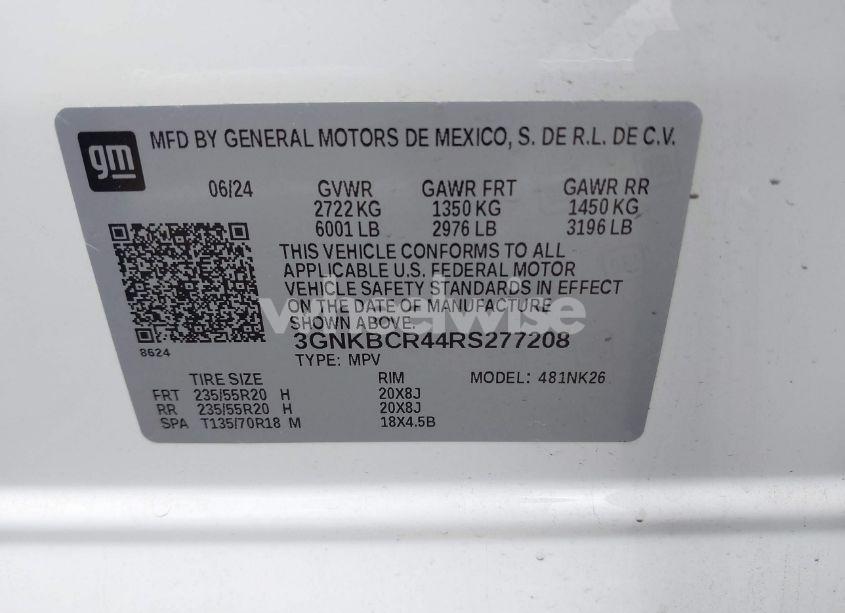 gm
MFD BY GENERAL MOTORS DE MEXICO, S. DE R.L. DE C.V.
06/24 GVWR GAWR FRT GAWR RR
2722 KG 1350 KG 1450 KG
6001 LB 2976 LB 3196 LB
THIS VEHICLE CONFORMS TO ALL
APPLICABLE U.S. FEDERAL MOTOR
VEHICLE SAFETY STANDARDS IN EFFECT
ON THE DATE OF MANUFACTURE
SHOWN ABOVE.
3GNKBCR44RS277208
8624
TYPE: MPV
TIRE SIZE RIM MODEL: 481NK26
FRT 235/55R20 H 20X8J
RR 235/55R20 H 20X8J
SPA T135/70R18 M 18X4.5B